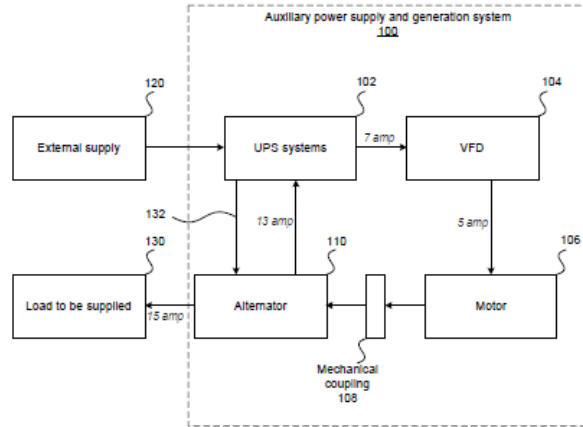 Auxiliary power supply and generation system
100
120
102
104
External supply
UPS systems
7 amp
VFD
132
13 amp
5 amp
130
110
106
Load to be supplied
15 amp
Alternator
Motor
Mechanical
coupling
108